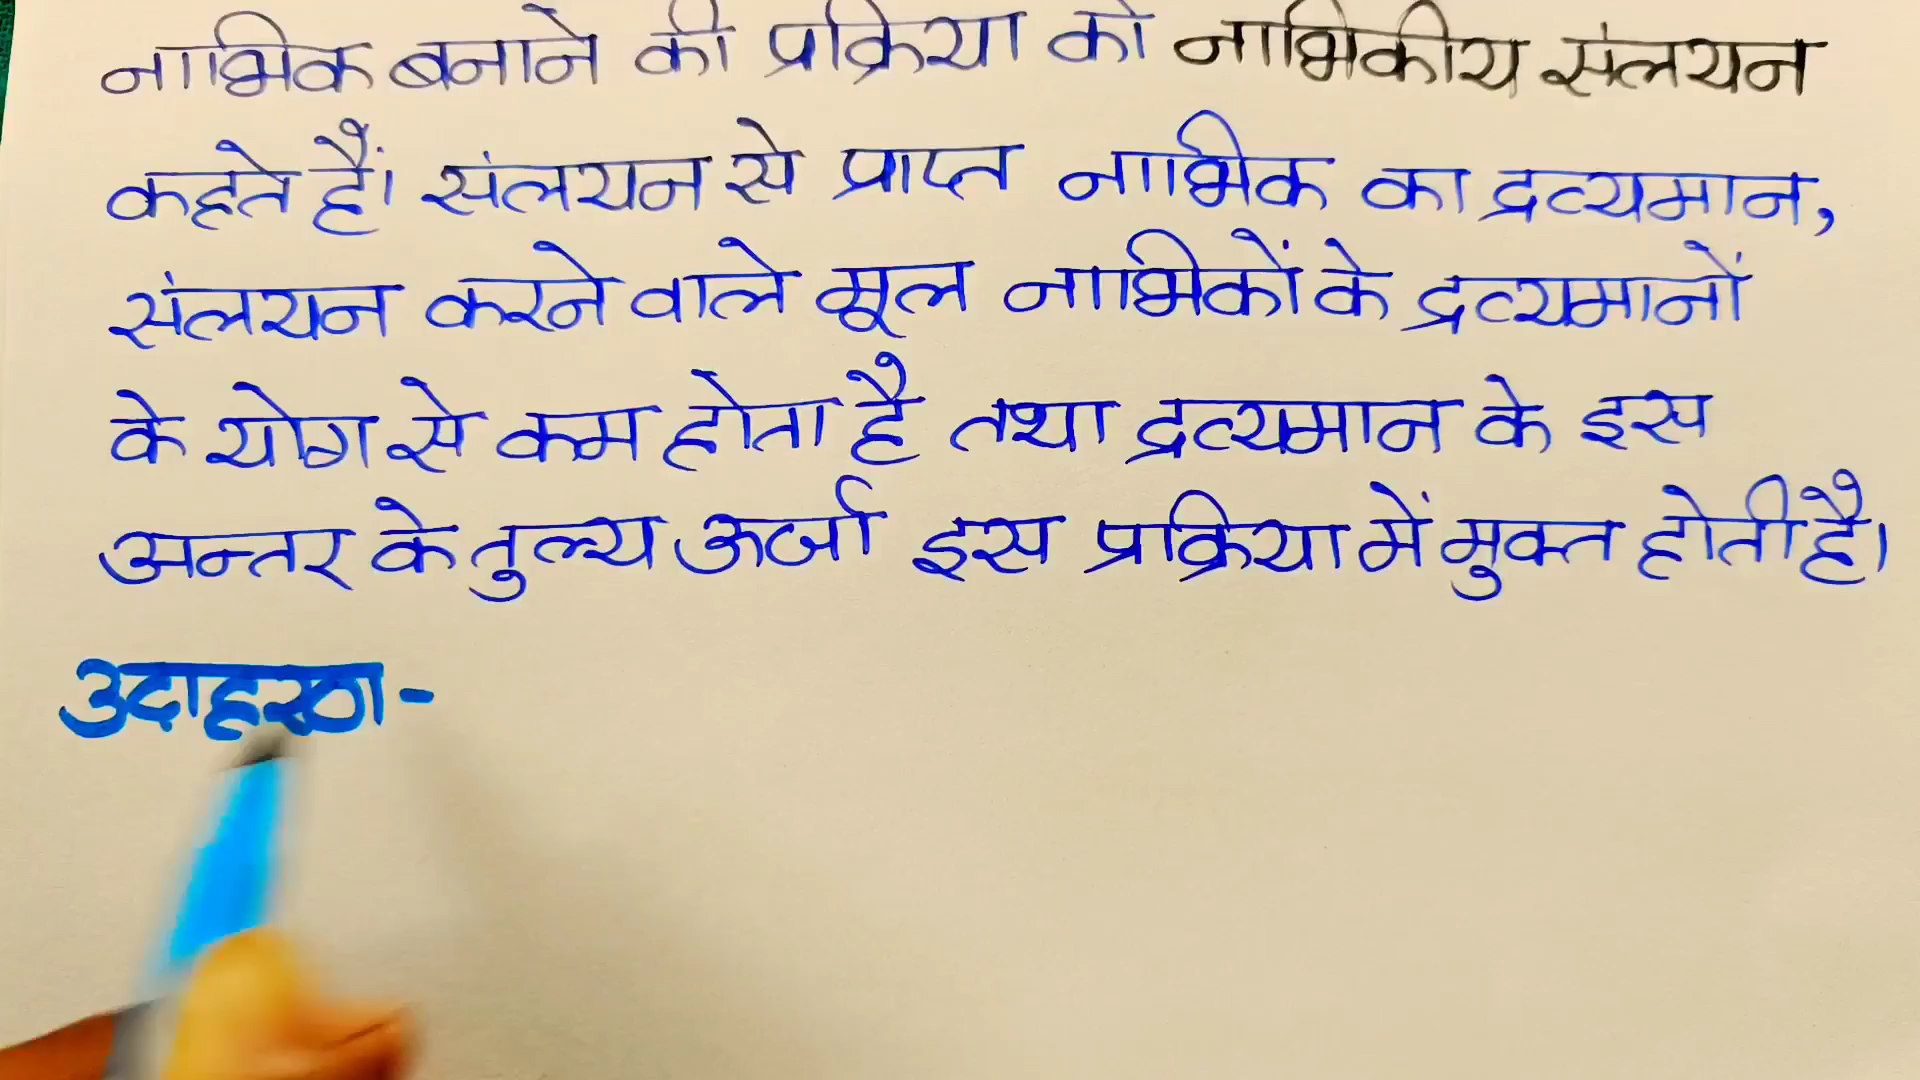 नाभिक बनाने की प्रक्रिया को नाभिकीय संलयन
कहते हैं। संलयन से प्राप्त नाभिक का द्रव्यमान,
संलयन करने वाले मूल नाभिकों के द्रव्यमानों
के योग से कम होता है तथा द्रव्यमान के इस
अन्तर के तुल्य ऊर्जा इस प्रक्रिया में मुक्त होती है।
उदाहरण-